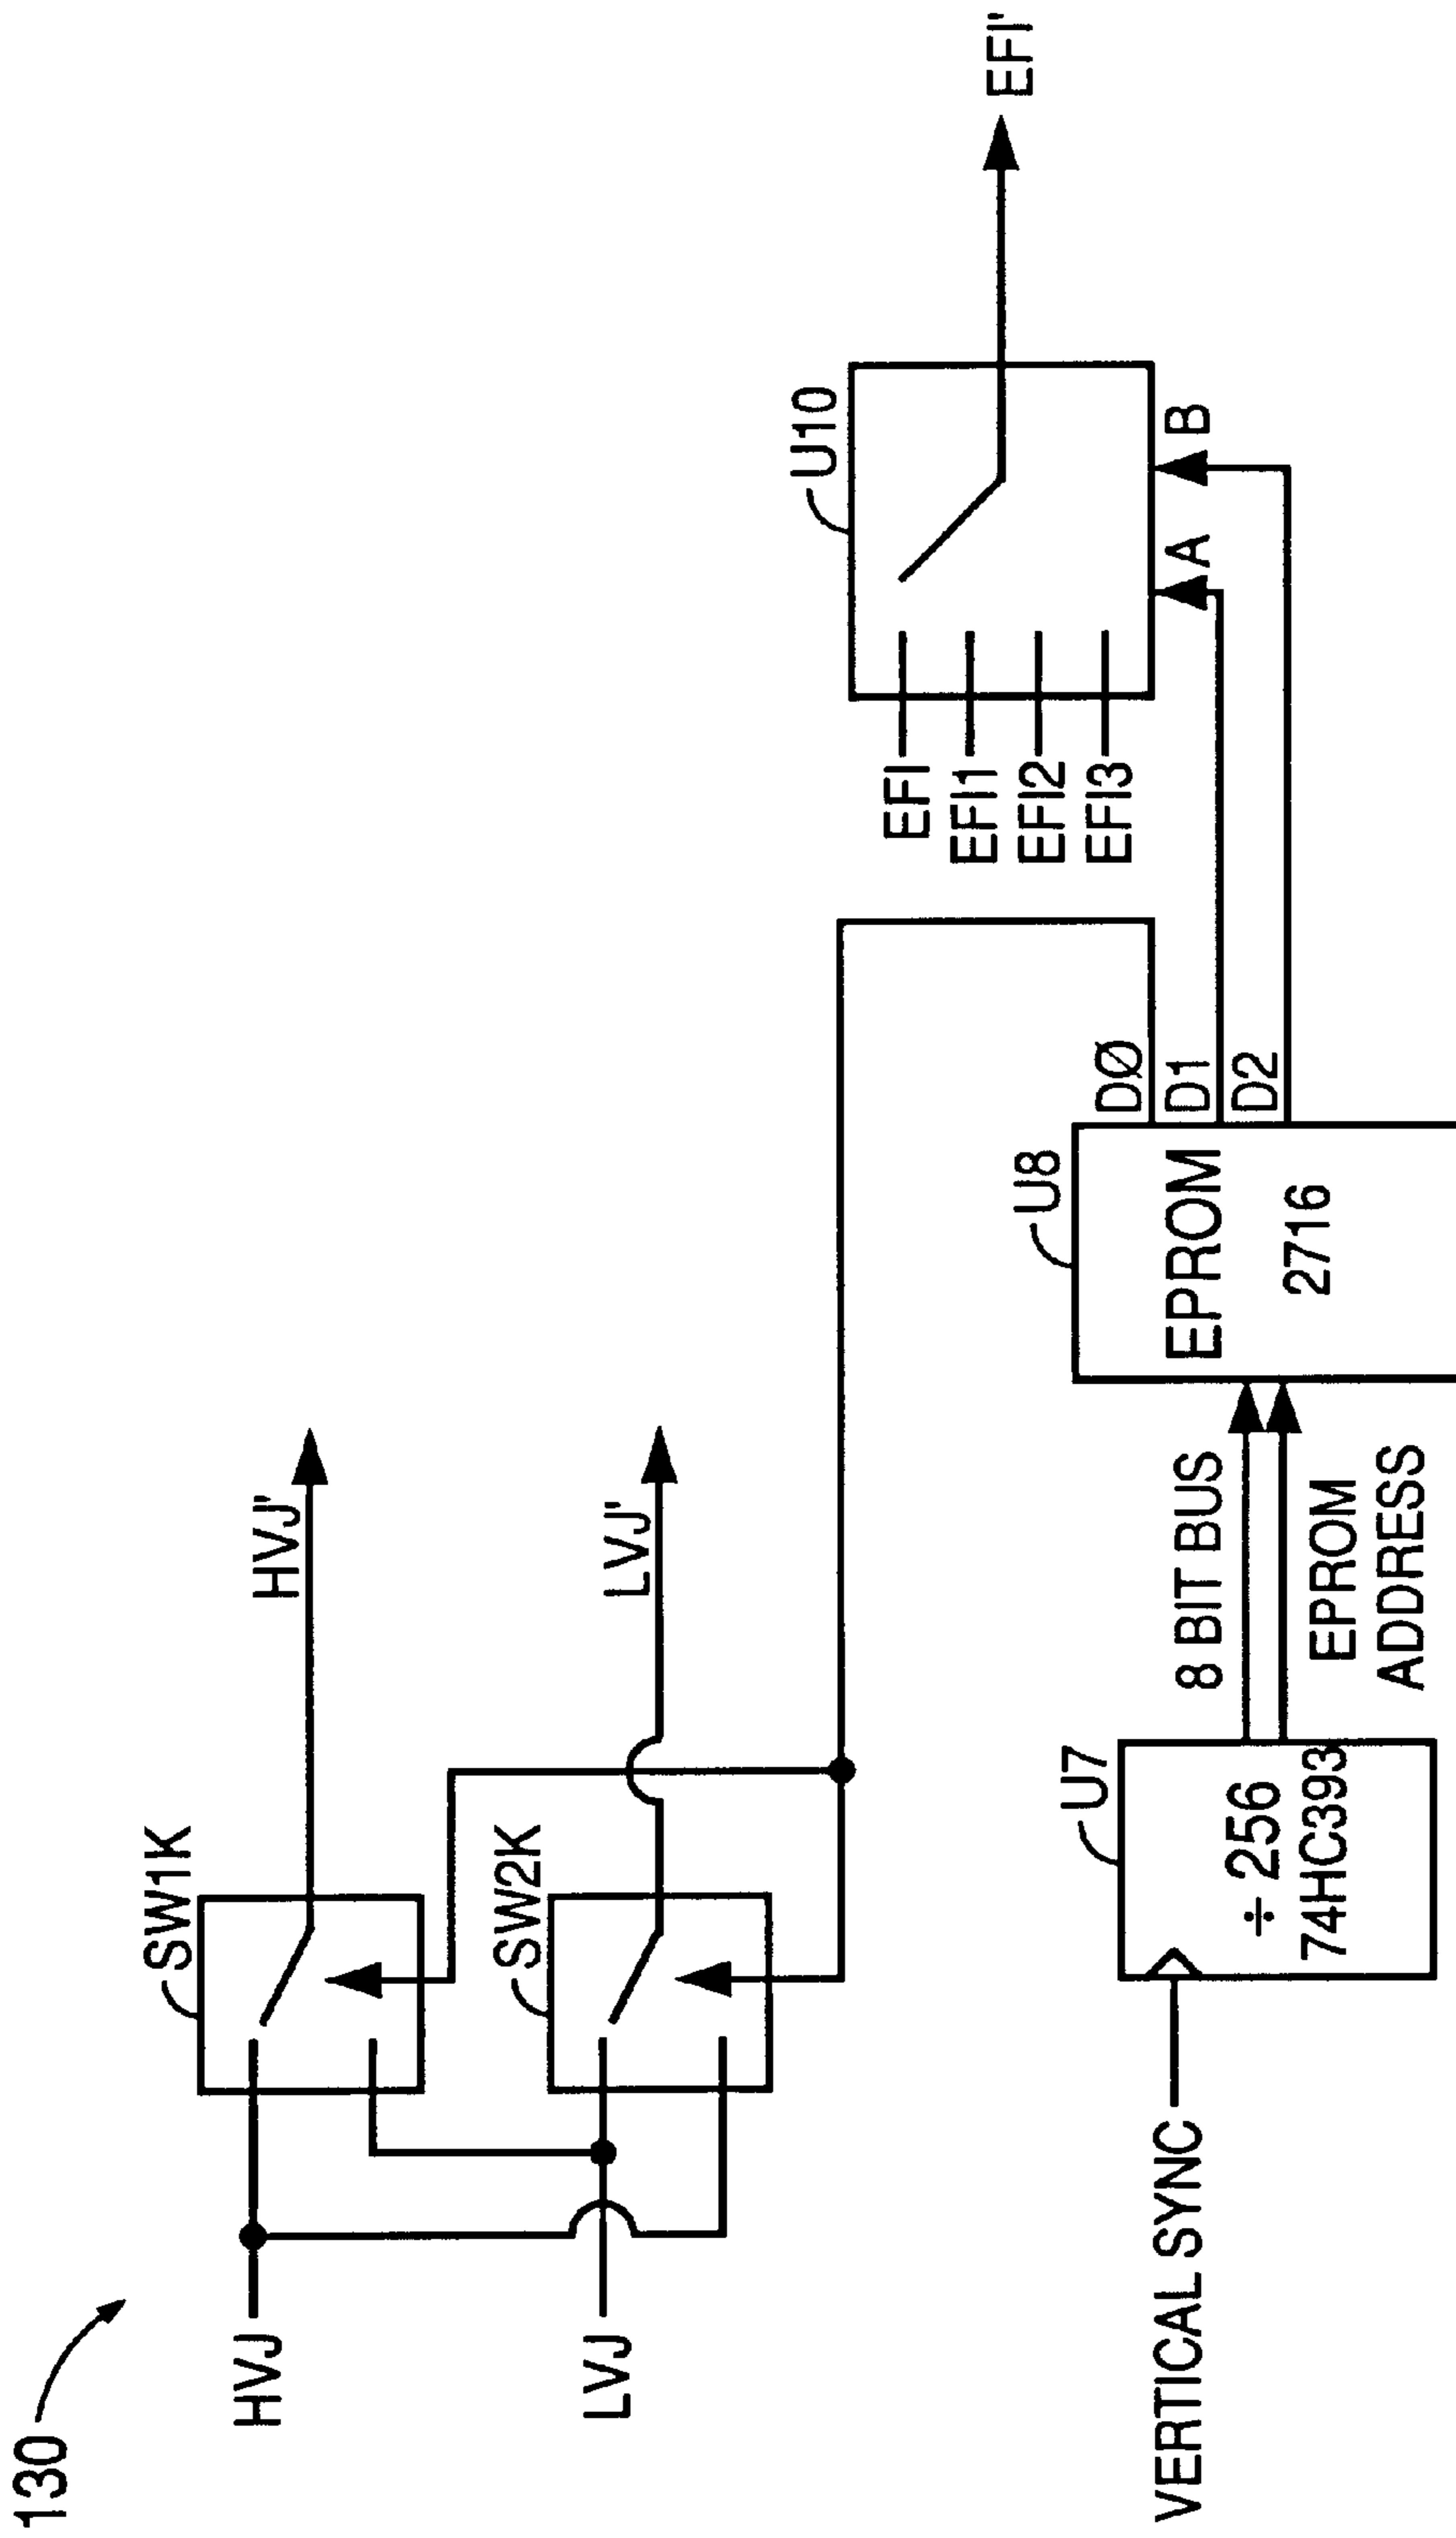 130
HVJ
SW1K
HVJ'
LVJ
SW2K
LVJ'
U10
EFI
EFI1
EFI2
EFI3
EFI'
A
B
VERTICAL SYNC
U7
÷ 256
74HC393
8 BIT BUS
EPROM
ADDRESS
U8
EPROM
2716
DØ
D1
D2